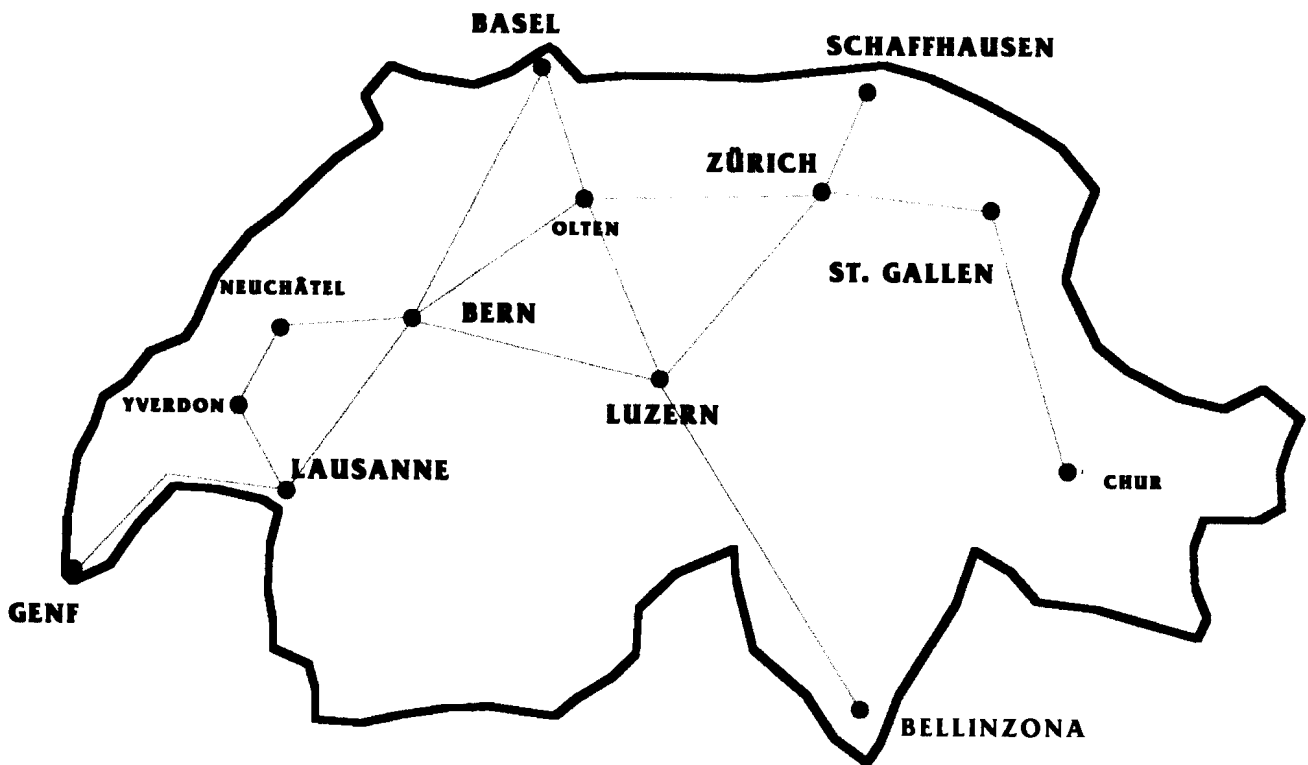 BASEL
SCHAFFHAUSEN
ZÜRICH
OLTEN
ST. GALLEN
NEUCHÂTEL
BERN
YVERDON
LUZERN
LAUSANNE
CHUR
GENF
BELLINZONA